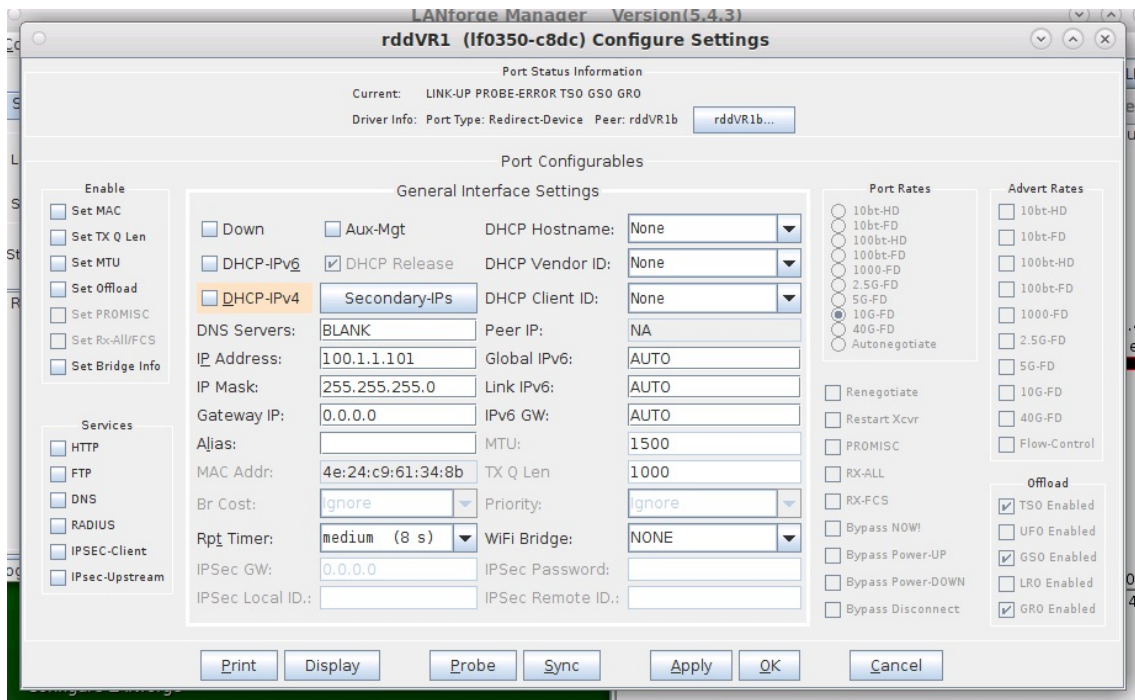 LANforge Manager Version(5.4.3)
rddVR1 (lf0350-c8dc) Configure Settings
Port Status Information
Current: LINK-UP PROBE-ERROR TSO GSO GRO
Driver Info: Port Type: Redirect-Device Peer: rddVR1b rddVR1b...
Port Configurables
Enable
Set MAC
Set TX Q Len
Set MTU
Set Offload
Set PROMISC
Set Rx-All/FCS
Set Bridge Info
Services
HTTP
FTP
DNS
RADIUS
IPSEC-Client
IPsec-Upstream
General Interface Settings
Down Aux-Mgt DHCP Hostname: None
DHCP-IPv6 DHCP Release DHCP Vendor ID: None
DHCP-IPv4 Secondary-IPs DHCP Client ID: None
DNS Servers: BLANK Peer IP: NA
IP Address: 100.1.1.101 Global IPv6: AUTO
IP Mask: 255.255.255.0 Link IPv6: AUTO
Gateway IP: 0.0.0.0 IPv6 GW: AUTO
Alias: MTU: 1500
MAC Addr: 4e:24:c9:61:34:8b TX Q Len 1000
Br Cost: Ignore Priority: Ignore
Rpt Timer: medium (8 s) WiFi Bridge: NONE
IPSec GW: 0.0.0.0 IPSec Password:
IPSec Local ID.: IPSec Remote ID.:
Port Rates
10bt-HD
10bt-FD
100bt-HD
100bt-FD
1000-FD
2.5G-FD
5G-FD
10G-FD
40G-FD
Autonegotiate
Renegotiate
Restart Xcvr
PROMISC
RX-ALL
RX-FCS
Bypass NOW!
Bypass Power-UP
Bypass Power-DOWN
Bypass Disconnect
Advert Rates
10bt-HD
10bt-FD
100bt-HD
100bt-FD
1000-FD
2.5G-FD
5G-FD
10G-FD
40G-FD
Flow-Control
Offload
TSO Enabled
UFO Enabled
GSO Enabled
LRO Enabled
GRO Enabled
Print Display Probe Sync Apply OK Cancel